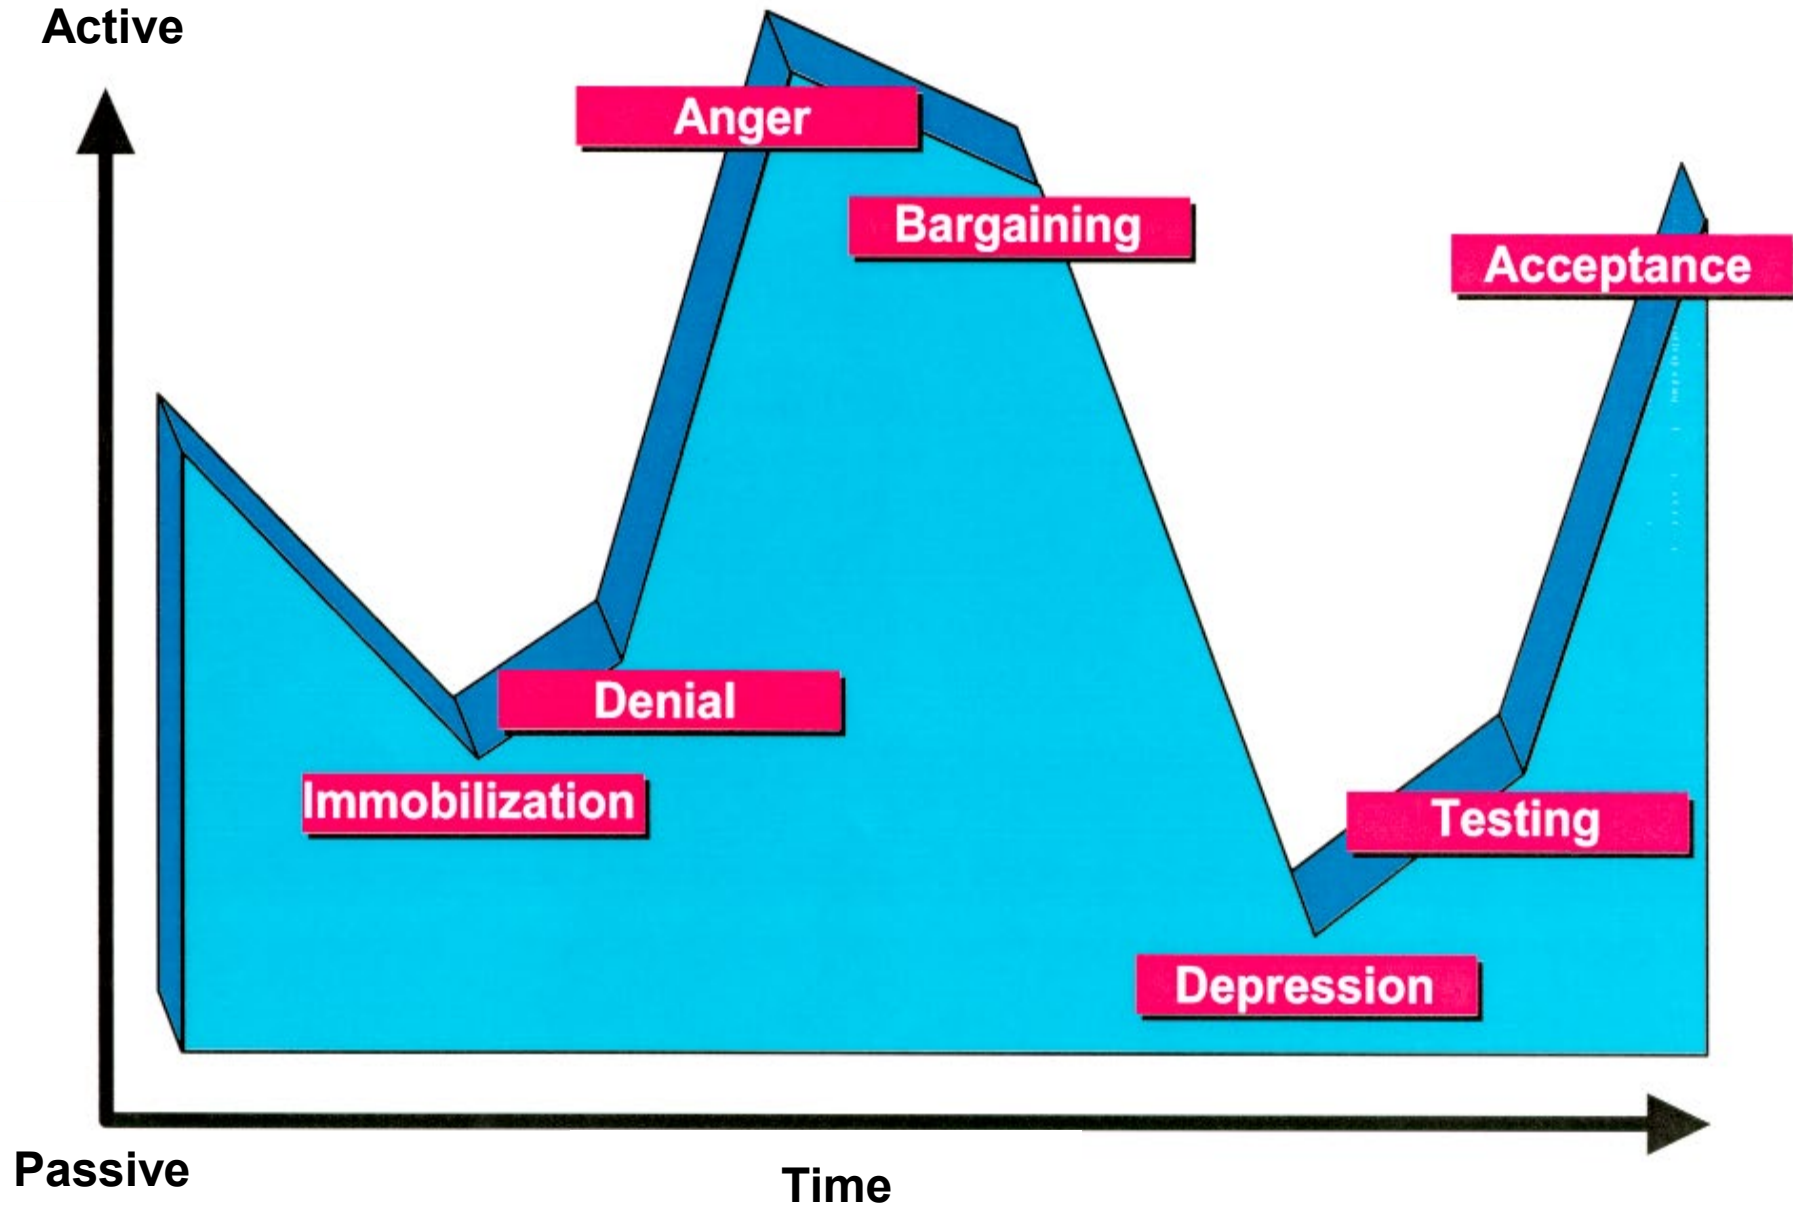 Active
Anger
Bargaining
Acceptance
Denial
Immobilization
Testing
Depression
Passive
Time